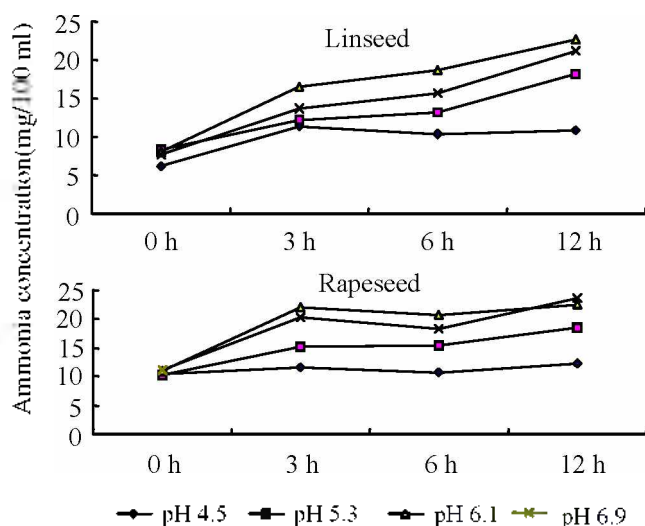 Ammonia concentration(mg/100 ml)
Linseed
25
20
15
10
5
0
0 h 3 h 6 h 12 h
Rapeseed
25
20
15
10
5
0
0 h 3 h 6 h 12 h
pH 4.5 pH 5.3 pH 6.1 pH 6.9